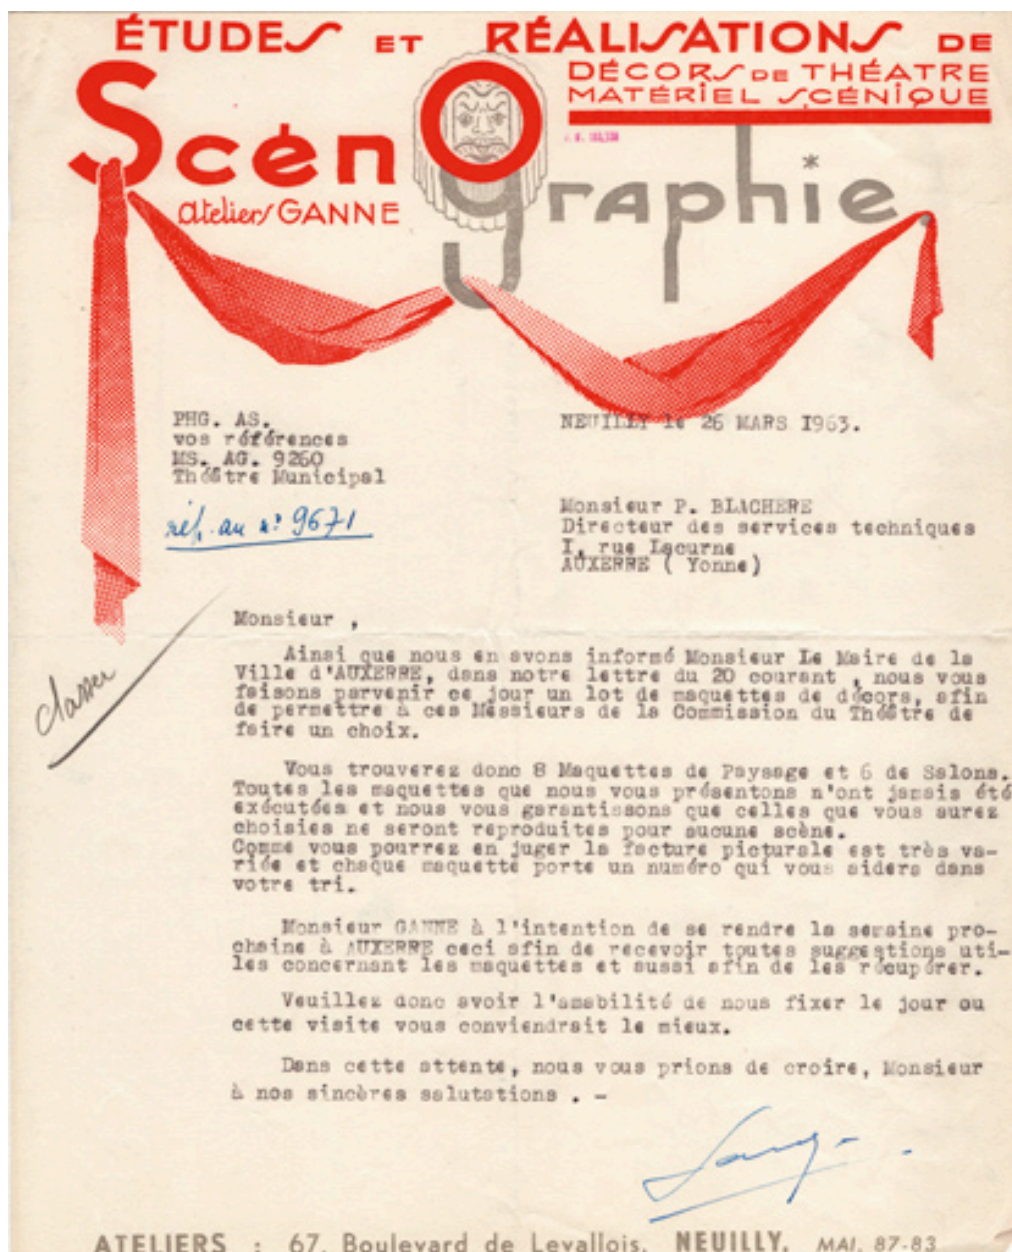 ÉTUDES ET RÉALISATIONS DE
DÉCORS DE THÉATRE
MATÉRIEL SCÉNIQUE
ScénOgraphie
Ateliers GANNE
PHG. AS.
vos références
MS. AG. 9260
Théâtre Municipal
réf. au n° 9671
NEUILLY le 26 MARS I963.
Monsieur P. BLACHERE
Directeur des services techniques
I, rue Lacurne
AUXERRE ( Yonne)
classer
Monsieur ,
Ainsi que nous en avons informé Monsieur Le Maire de la
Ville d'AUXERRE, dans notre lettre du 20 courant , nous vous
faisons parvenir ce jour un lot de maquettes de décors, afin
de permettre à ces Messieurs de la Commission du Théâtre de
faire un choix.
Vous trouverez donc 8 Maquettes de Paysage et 6 de Salons.
Toutes les maquettes que nous vous présentons n'ont jamais été
exécutées et nous vous garantissons que celles que vous aurez
choisies ne seront reproduites pour aucune scène.
Comme vous pourrez en juger la facture picturale est très va-
riée et chaque maquette porte un numéro qui vous aidera dans
votre tri.
Monsieur GANNE à l'intention de se rendre la semaine pro-
chaine à AUXERRE ceci afin de recevoir toutes suggestions uti-
les concernant les maquettes et aussi afin de les récupérer.
Veuillez donc avoir l'amabilité de nous fixer le jour ou
cette visite vous conviendrait le mieux.
Dans cette attente, nous vous prions de croire, Monsieur
à nos sincères salutations . -
ATELIERS : 67, Boulevard de Levallois, NEUILLY, MAI. 87-83